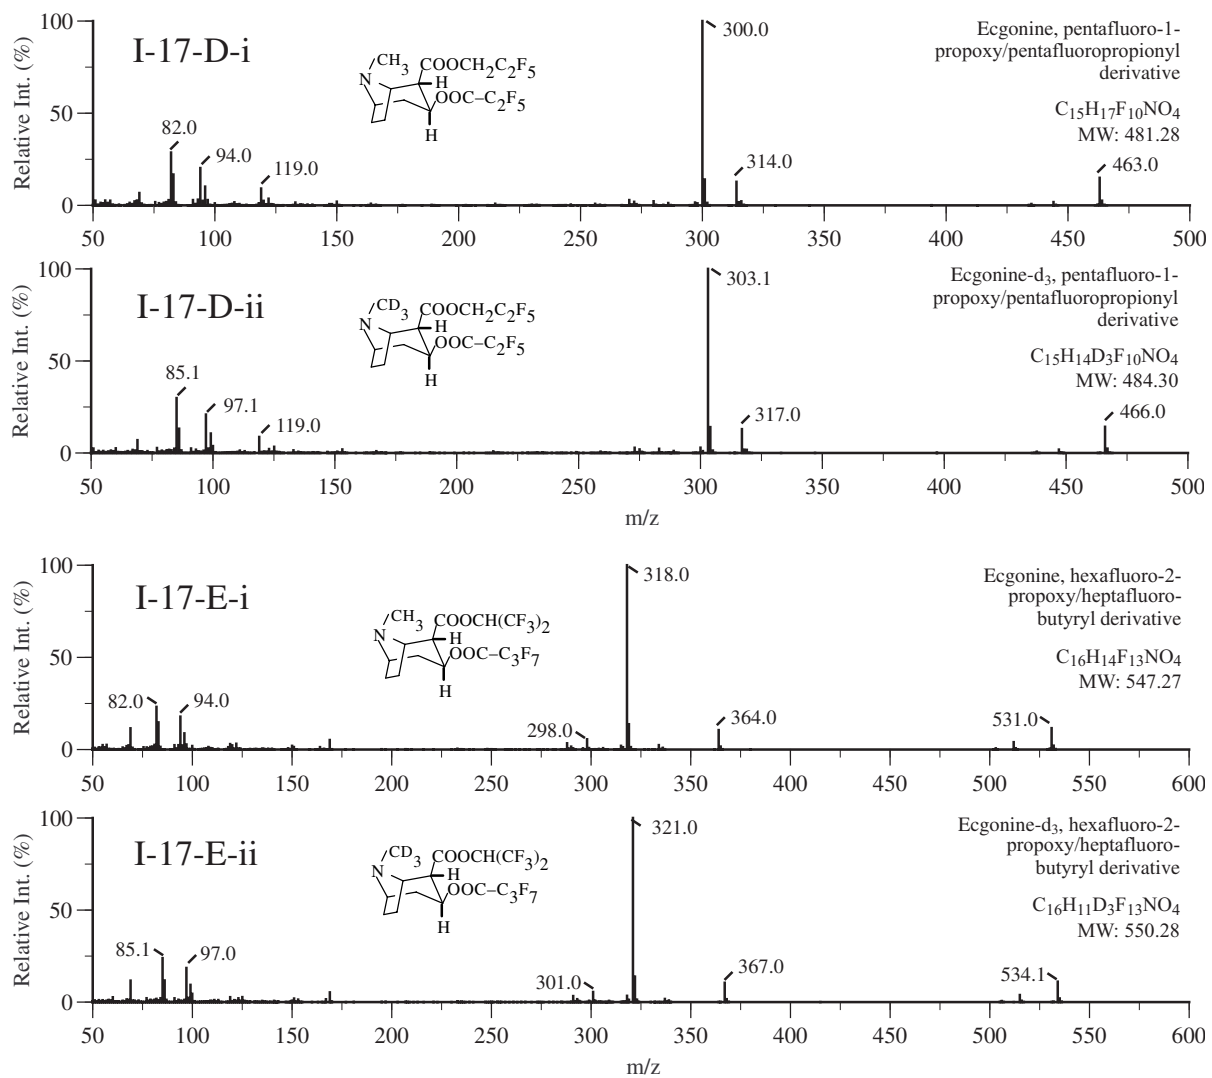 I-17-D-i
Relative Int. (%)
100
50
0
N
CH3
COOCH2C2F5
H
OOC–C2F5
H
82.0
94.0
119.0
300.0
314.0
463.0
Ecgonine, pentafluoro-1-
propoxy/pentafluoropropionyl
derivative
C15H17F10NO4
MW: 481.28
50 100 150 200 250 300 350 400 450 500
I-17-D-ii
Relative Int. (%)
100
50
0
N
CD3
COOCH2C2F5
H
OOC–C2F5
H
85.1
97.1
119.0
303.1
317.0
466.0
Ecgonine-d3, pentafluoro-1-
propoxy/pentafluoropropionyl
derivative
C15H14D3F10NO4
MW: 484.30
50 100 150 200 250 300 350 400 450 500
m/z
I-17-E-i
Relative Int. (%)
100
50
0
N
CH3
COOCH(CF3)2
H
OOC–C3F7
H
82.0
94.0
298.0
318.0
364.0
531.0
Ecgonine, hexafluoro-2-
propoxy/heptafluoro-
butyryl derivative
C16H14F13NO4
MW: 547.27
50 100 150 200 250 300 350 400 450 500 550 600
I-17-E-ii
Relative Int. (%)
100
50
0
N
CD3
COOCH(CF3)2
H
OOC–C3F7
H
85.1
97.0
301.0
321.0
367.0
534.1
Ecgonine-d3, hexafluoro-2-
propoxy/heptafluoro-
butyryl derivative
C16H11D3F13NO4
MW: 550.28
50 100 150 200 250 300 350 400 450 500 550 600
m/z